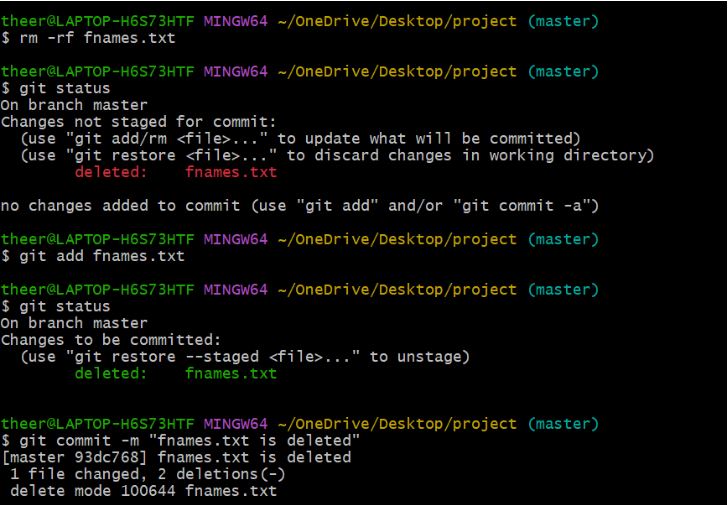 theer@LAPTOP-H6S73HTF MINGW64 ~/OneDrive/Desktop/project (master)
$ rm -rf fnames.txt
theer@LAPTOP-H6S73HTF MINGW64 ~/OneDrive/Desktop/project (master)
$ git status
On branch master
Changes not staged for commit:
  (use "git add/rm <file>..." to update what will be committed)
  (use "git restore <file>..." to discard changes in working directory)
        deleted:    fnames.txt
no changes added to commit (use "git add" and/or "git commit -a")
theer@LAPTOP-H6S73HTF MINGW64 ~/OneDrive/Desktop/project (master)
$ git add fnames.txt
theer@LAPTOP-H6S73HTF MINGW64 ~/OneDrive/Desktop/project (master)
$ git status
On branch master
Changes to be committed:
  (use "git restore --staged <file>..." to unstage)
        deleted:    fnames.txt
theer@LAPTOP-H6S73HTF MINGW64 ~/OneDrive/Desktop/project (master)
$ git commit -m "fnames.txt is deleted"
[master 93dc768] fnames.txt is deleted
 1 file changed, 2 deletions(-)
 delete mode 100644 fnames.txt